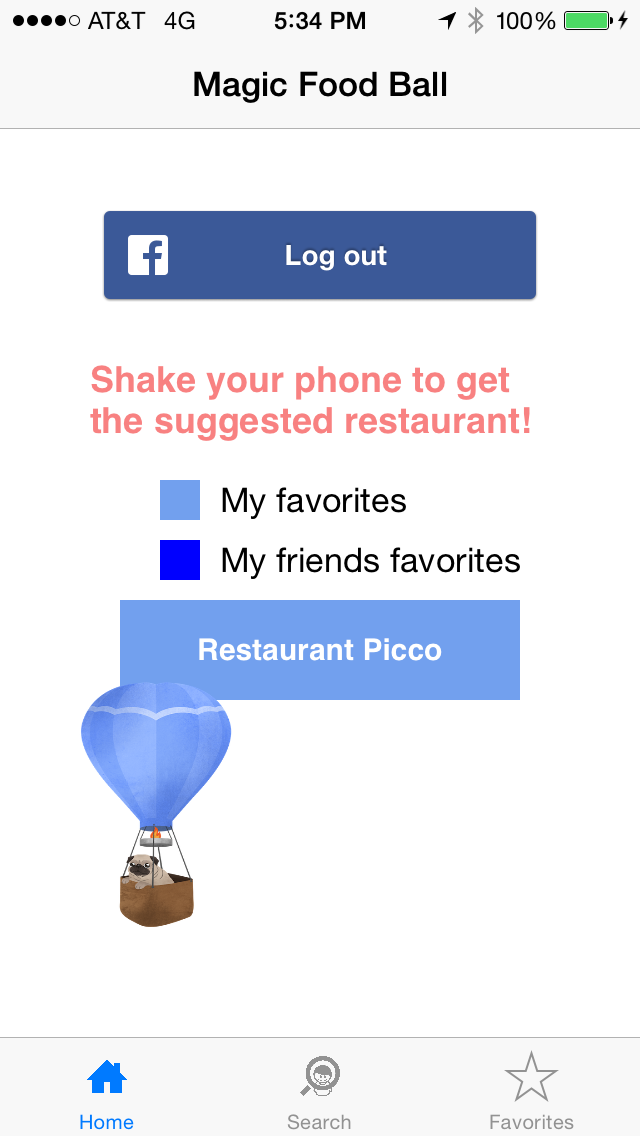 AT&T 4G 5:34 PM 100%
Magic Food Ball
Log out
Shake your phone to get
the suggested restaurant!
My favorites
My friends favorites
Restaurant Picco
Home Search Favorites